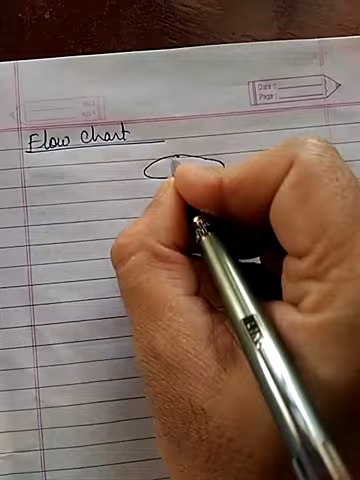 Date :
Page :
Flow chart